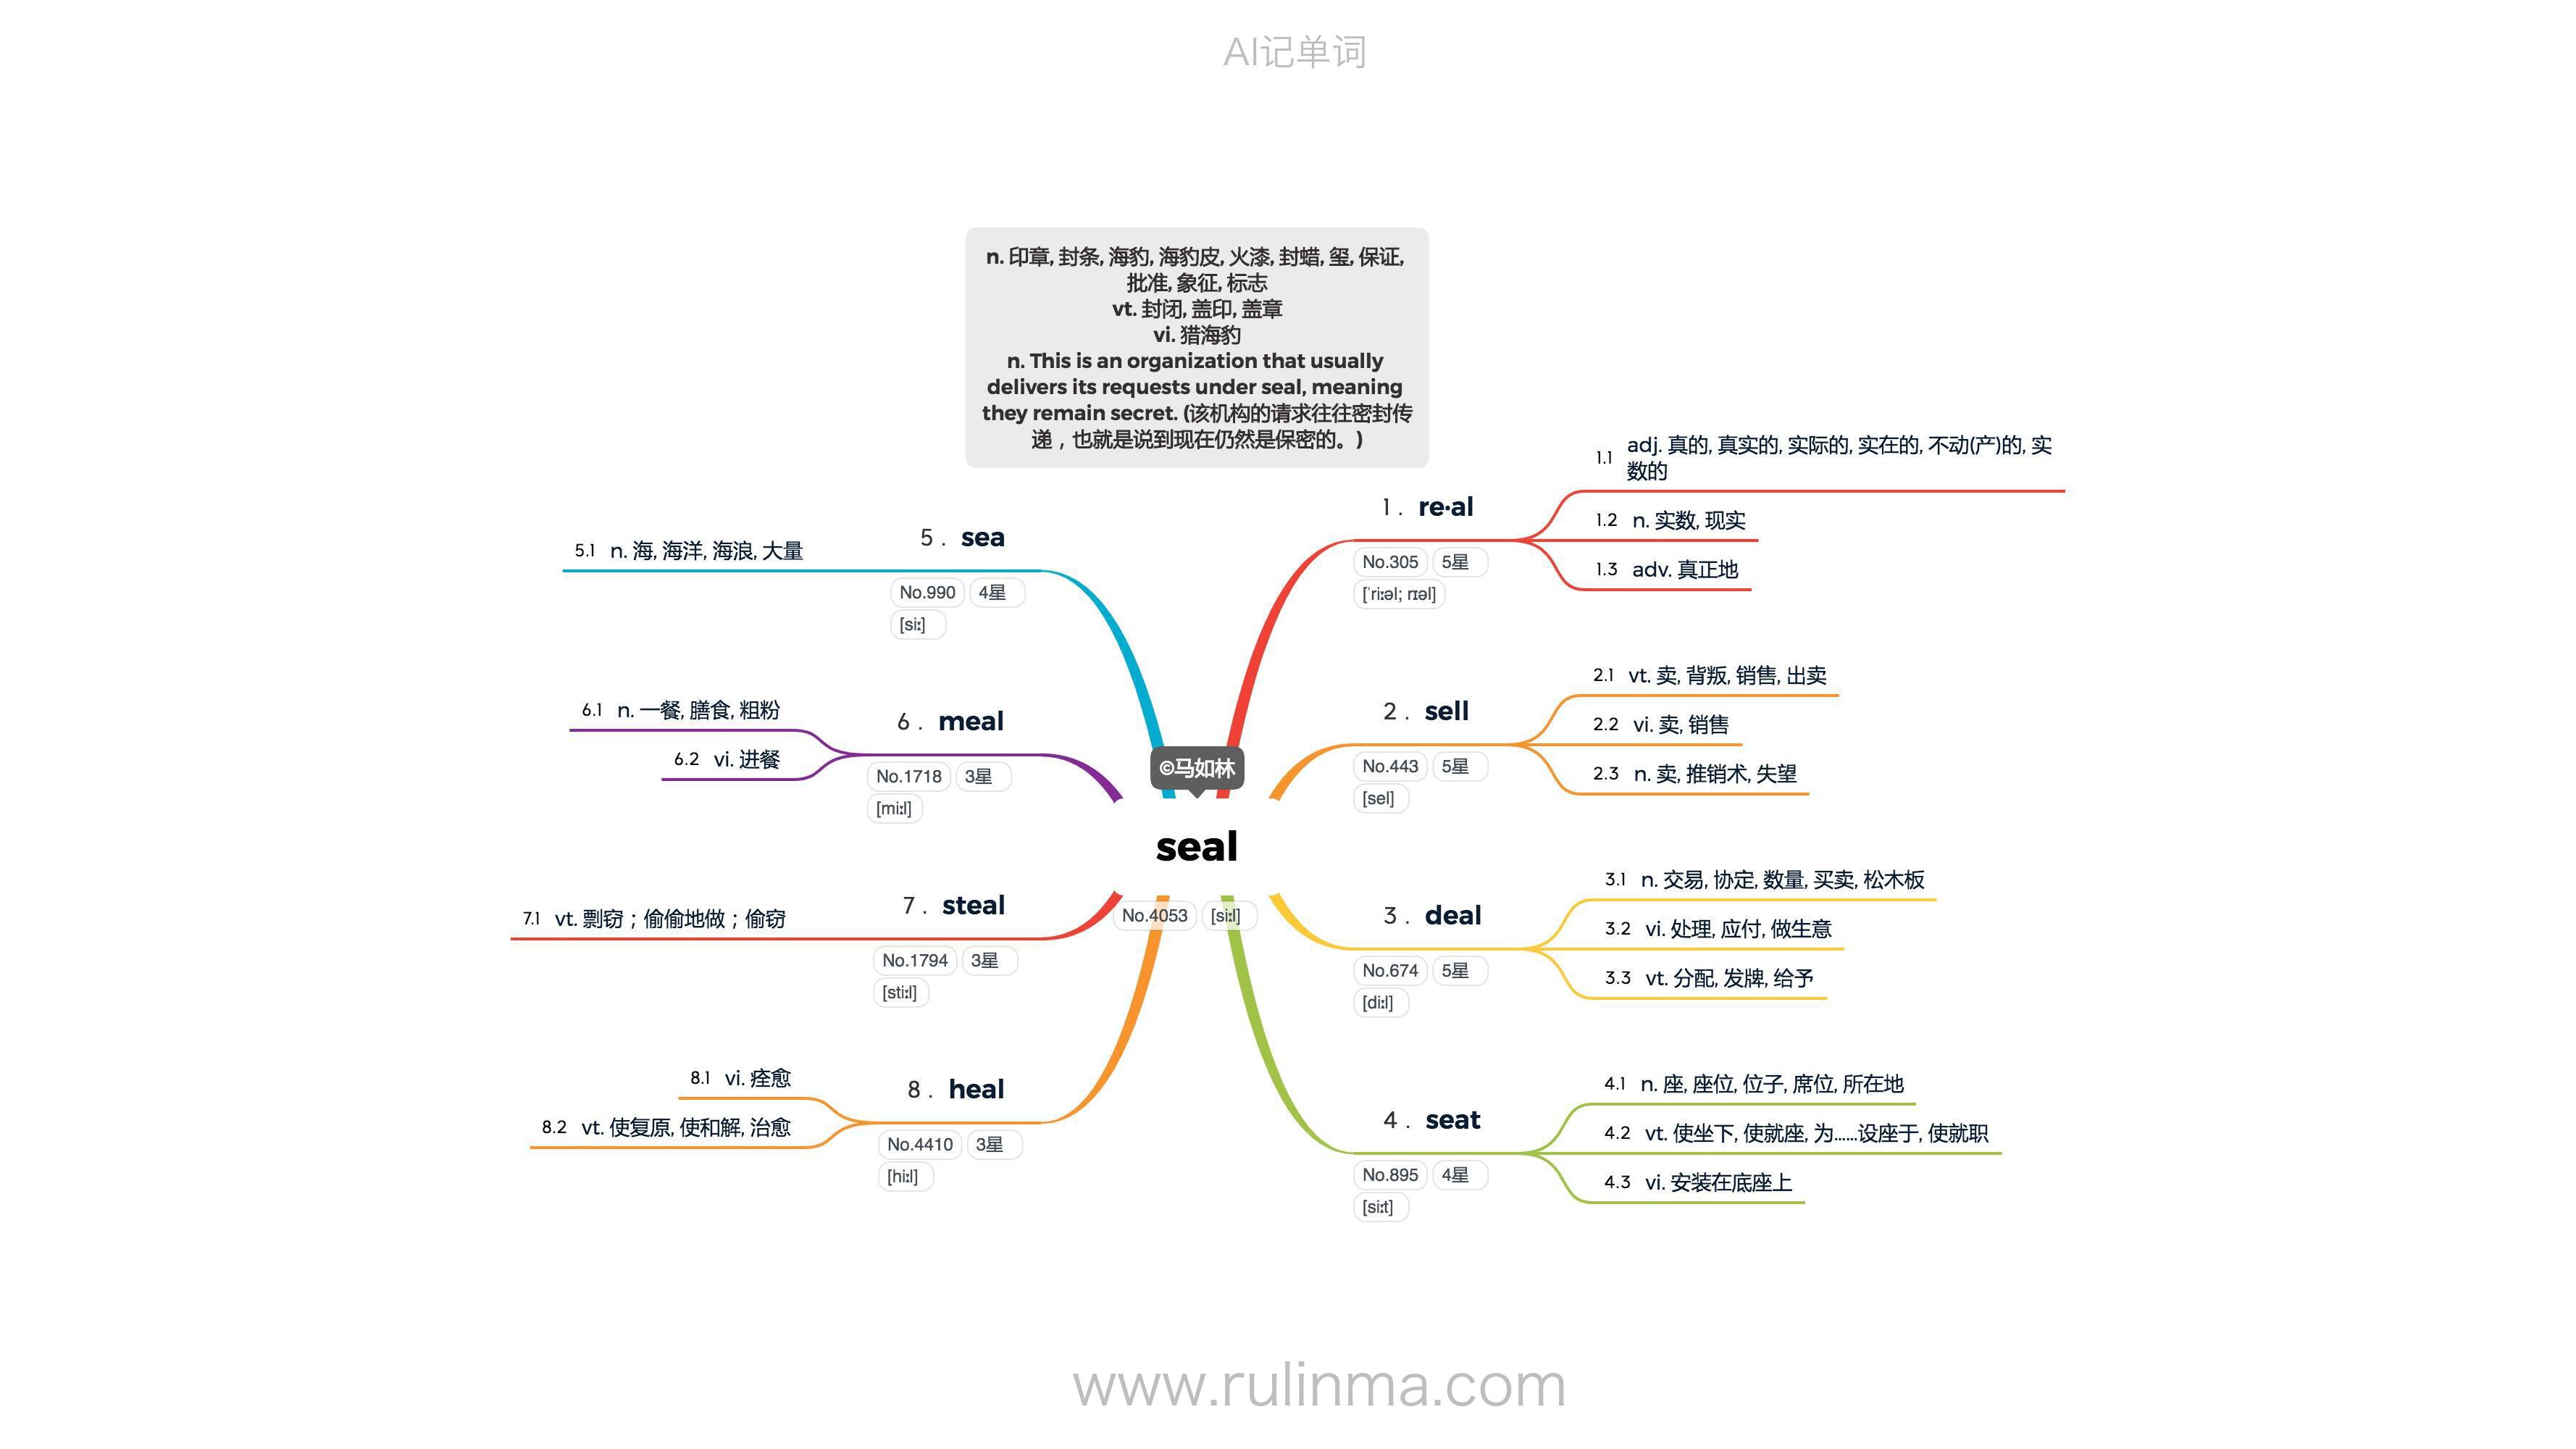 AI记单词
n. 印章, 封条, 海豹, 海豹皮, 火漆, 封蜡, 玺, 保证,
批准, 象征, 标志
vt. 封闭, 盖印, 盖章
vi. 猎海豹
n. This is an organization that usually
delivers its requests under seal, meaning
they remain secret. (该机构的请求往往密封传
递，也就是说到现在仍然是保密的。)
©马如林
seal
No.4053 [siːl]
1. re·al
No.305 5星
[ˈriːəl; rɪəl]
1.1 adj. 真的, 真实的, 实际的, 实在的, 不动(产)的, 实
数的
1.2 n. 实数, 现实
1.3 adv. 真正地
2. sell
No.443 5星
[sel]
2.1 vt. 卖, 背叛, 销售, 出卖
2.2 vi. 卖, 销售
2.3 n. 卖, 推销术, 失望
3. deal
No.674 5星
[diːl]
3.1 n. 交易, 协定, 数量, 买卖, 松木板
3.2 vi. 处理, 应付, 做生意
3.3 vt. 分配, 发牌, 给予
4. seat
No.895 4星
[siːt]
4.1 n. 座, 座位, 位子, 席位, 所在地
4.2 vt. 使坐下, 使就座, 为……设座于, 使就职
4.3 vi. 安装在底座上
5. sea
No.990 4星
[siː]
5.1 n. 海, 海洋, 海浪, 大量
6. meal
No.1718 3星
[miːl]
6.1 n. 一餐, 膳食, 粗粉
6.2 vi. 进餐
7. steal
No.1794 3星
[stiːl]
7.1 vt. 剽窃；偷偷地做；偷窃
8. heal
No.4410 3星
[hiːl]
8.1 vi. 痊愈
8.2 vt. 使复原, 使和解, 治愈
www.rulinma.com